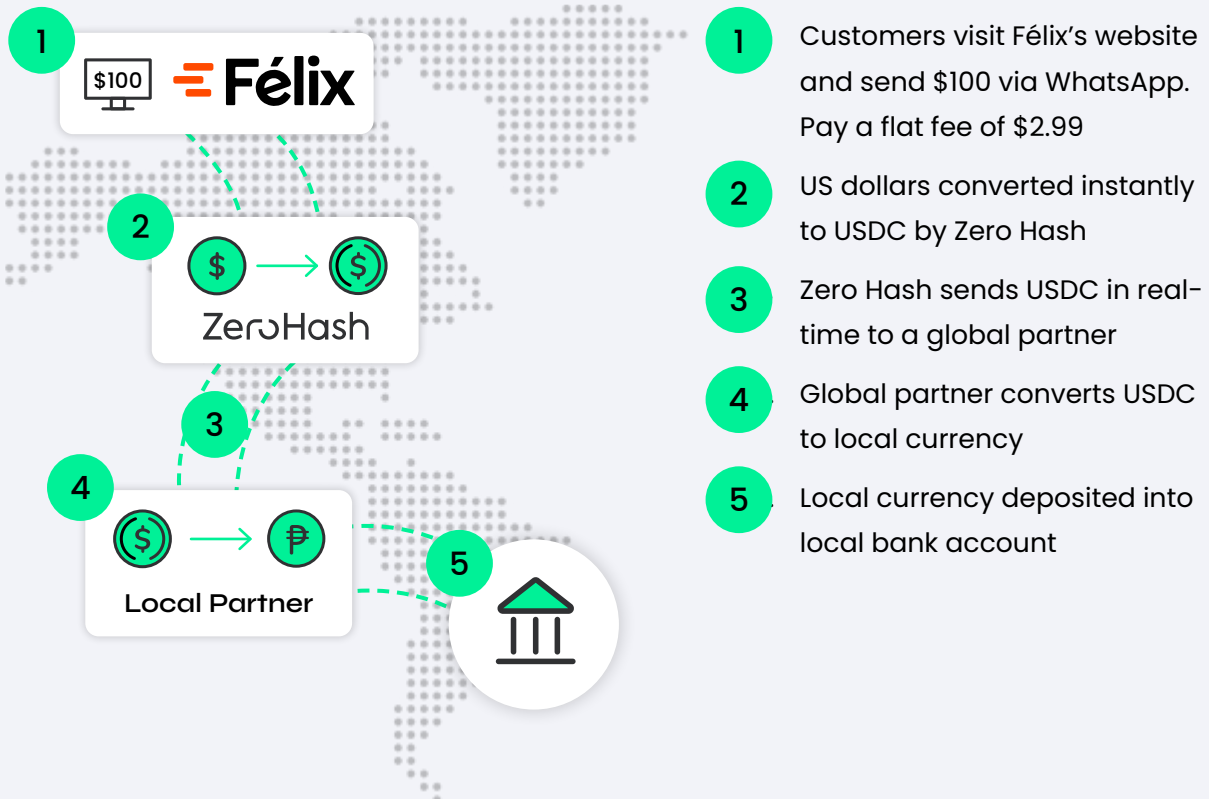 1
$100 Félix
2
$ $
ZeroHash
3
4
$ ₱
Local Partner
5
1 Customers visit Félix’s website
and send $100 via WhatsApp.
Pay a flat fee of $2.99
2 US dollars converted instantly
to USDC by Zero Hash
3 Zero Hash sends USDC in real-
time to a global partner
4 Global partner converts USDC
to local currency
5 Local currency deposited into
local bank account